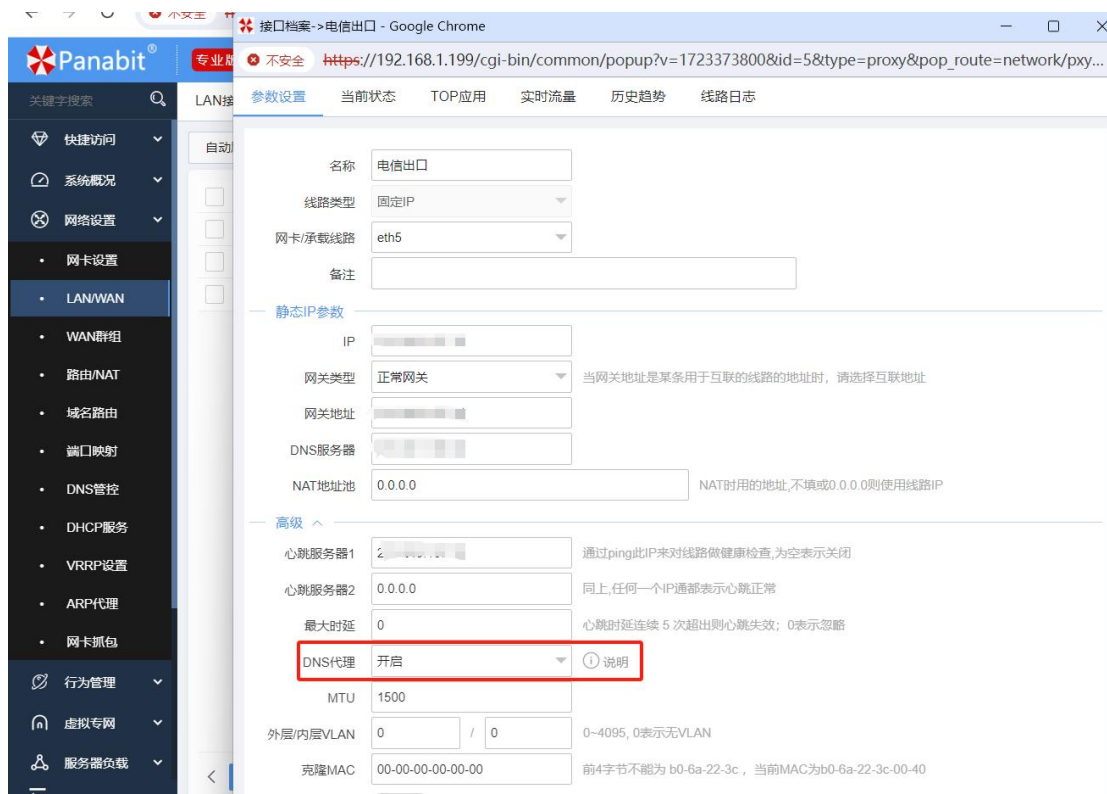 不安全
接口档案->电信出口 - Google Chrome
Panabit®
专业版
不安全 https://192.168.1.199/cgi-bin/common/popup?v=1723373800&id=5&type=proxy&pop_route=network/pxy...
关键字搜索
LAN接
参数设置 当前状态 TOP应用 实时流量 历史趋势 线路日志
快捷访问
自动
系统概况
网络设置
网卡设置
LAN/WAN
WAN群组
路由/NAT
域名路由
端口映射
DNS管控
DHCP服务
VRRP设置
ARP代理
网卡抓包
行为管理
虚拟专网
服务器负载
名称 电信出口
线路类型 固定IP
网卡/承载线路 eth5
备注
静态IP参数
IP
网关类型 正常网关 当网关地址是某条用于互联的线路的地址时，请选择互联地址
网关地址
DNS服务器
NAT地址池 0.0.0.0 NAT时用的地址,不填或0.0.0.0则使用线路IP
高级
心跳服务器1 2 通过ping此IP来对线路做健康检查,为空表示关闭
心跳服务器2 0.0.0.0 同上,任何一个IP通都表示心跳正常
最大时延 0 心跳时延连续 5 次超出则心跳失效；0表示忽略
DNS代理 开启 说明
MTU 1500
外层/内层VLAN 0 / 0 0~4095, 0表示无VLAN
克隆MAC 00-00-00-00-00-00 前4字节不能为 b0-6a-22-3c ，当前MAC为b0-6a-22-3c-00-40